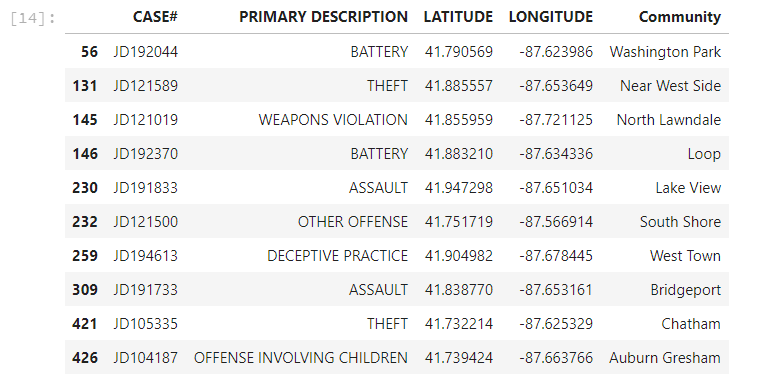 [14]: CASE# PRIMARY DESCRIPTION LATITUDE LONGITUDE Community
56 JD192044 BATTERY 41.790569 -87.623986 Washington Park
131 JD121589 THEFT 41.885557 -87.653649 Near West Side
145 JD121019 WEAPONS VIOLATION 41.855959 -87.721125 North Lawndale
146 JD192370 BATTERY 41.883210 -87.634336 Loop
230 JD191833 ASSAULT 41.947298 -87.651034 Lake View
232 JD121500 OTHER OFFENSE 41.751719 -87.566914 South Shore
259 JD194613 DECEPTIVE PRACTICE 41.904982 -87.678445 West Town
309 JD191733 ASSAULT 41.838770 -87.653161 Bridgeport
421 JD105335 THEFT 41.732214 -87.625329 Chatham
426 JD104187 OFFENSE INVOLVING CHILDREN 41.739424 -87.663766 Auburn Gresham